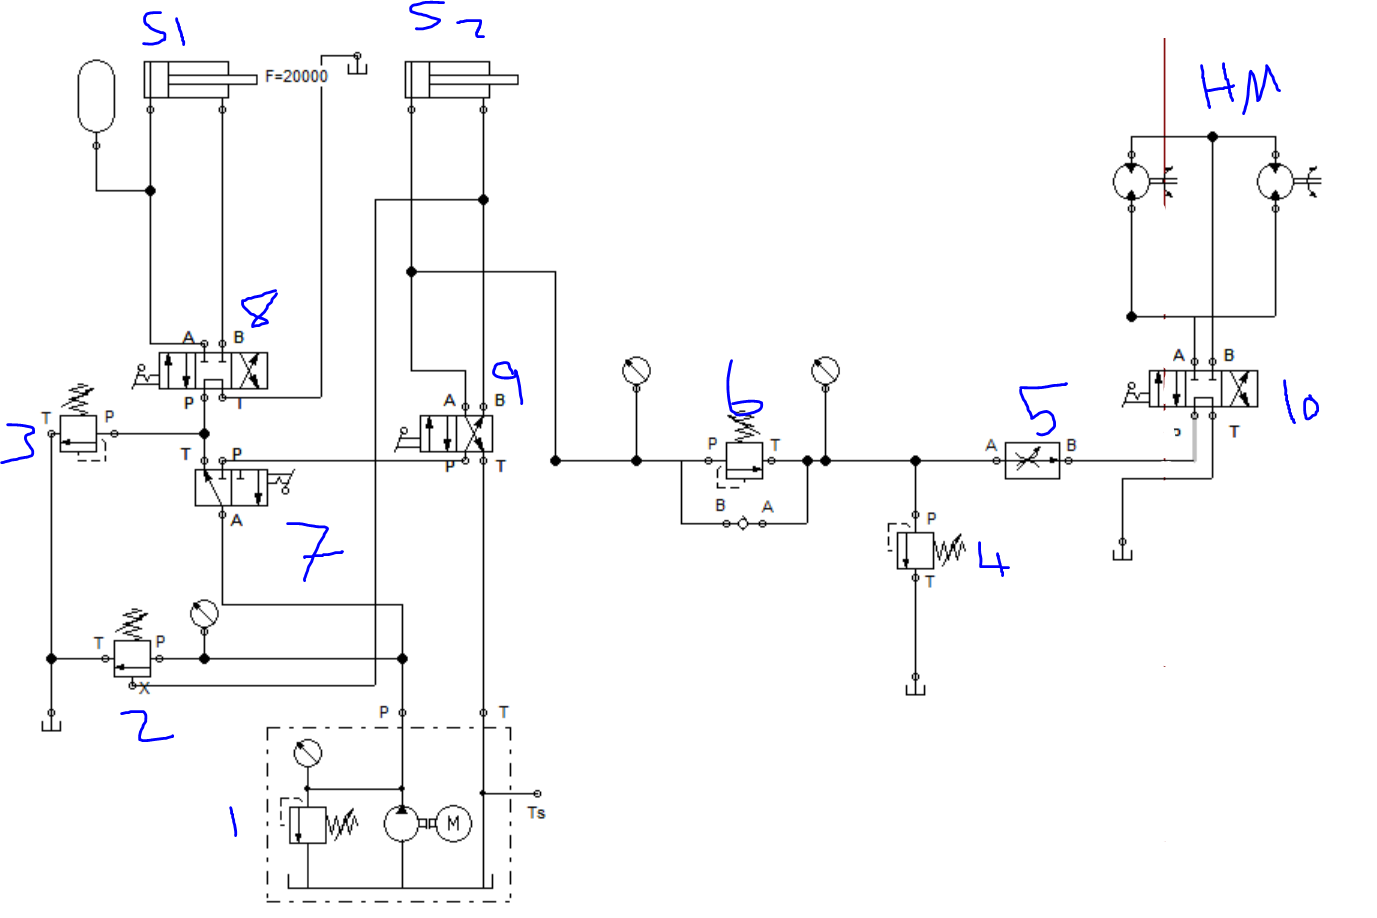 S1
S2
HM
F=20000
8
A B
P T
9
A B
P T
10
A B
P T
3
T P
T P
A
7
6
P T
B A
5
A B
P
4
T
T P
X
2
P T
1
M
Ts